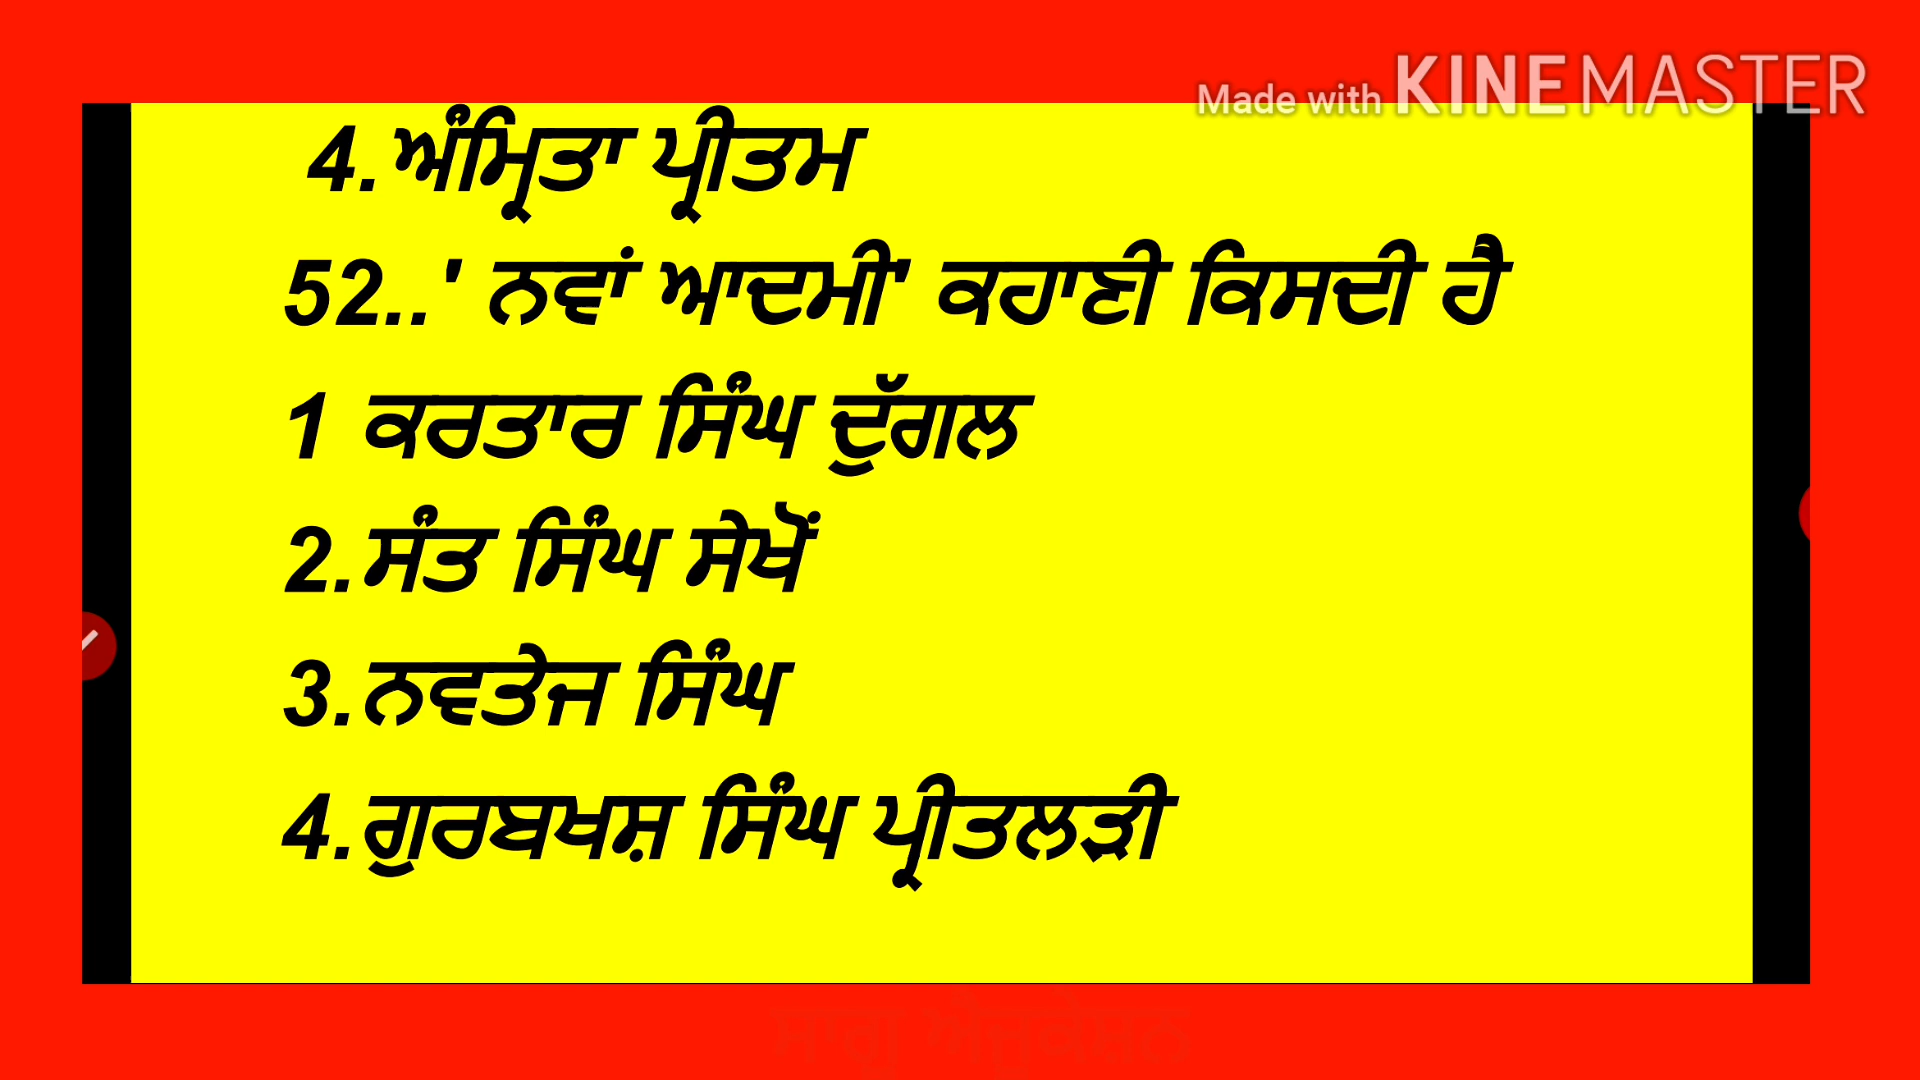 Made with KINEMASTER
4.ਅੰਮ੍ਰਿਤਾ ਪ੍ਰੀਤਮ
52..' ਨਵਾਂ ਆਦਮੀ' ਕਹਾਣੀ ਕਿਸਦੀ ਹੈ
1 ਕਰਤਾਰ ਸਿੰਘ ਦੁੱਗਲ
2.ਸੰਤ ਸਿੰਘ ਸੇਖੋਂ
3.ਨਵਤੇਜ ਸਿੰਘ
4.ਗੁਰਬਖਸ਼ ਸਿੰਘ ਪ੍ਰੀਤਲੜੀ